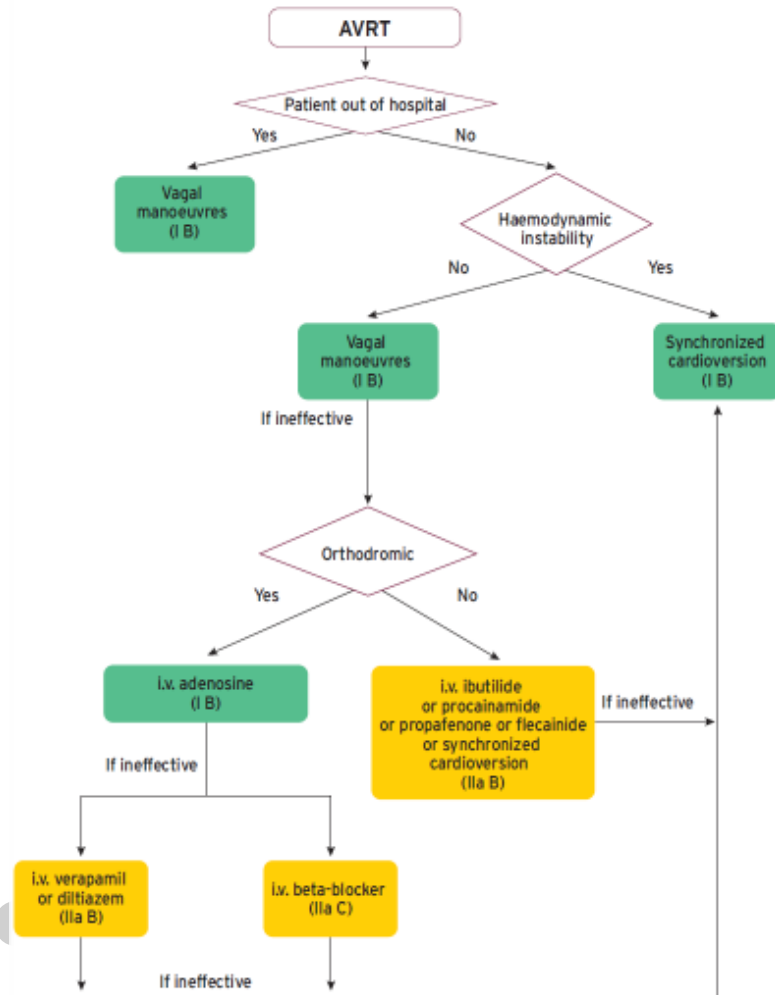 AVRT
Patient out of hospital
Yes
No
Vagal
manoeuvres
(I B)
Haemodynamic
instability
No
Yes
Vagal
manoeuvres
(I B)
Synchronized
cardioversion
(I B)
If ineffective
Orthodromic
Yes
No
i.v. adenosine
(I B)
i.v. ibutilide
or procainamide
or propafenone or flecainide
or synchronized
cardioversion
(IIa B)
If ineffective
If ineffective
i.v. verapamil
or diltiazem
(IIa B)
i.v. beta-blocker
(IIa C)
If ineffective